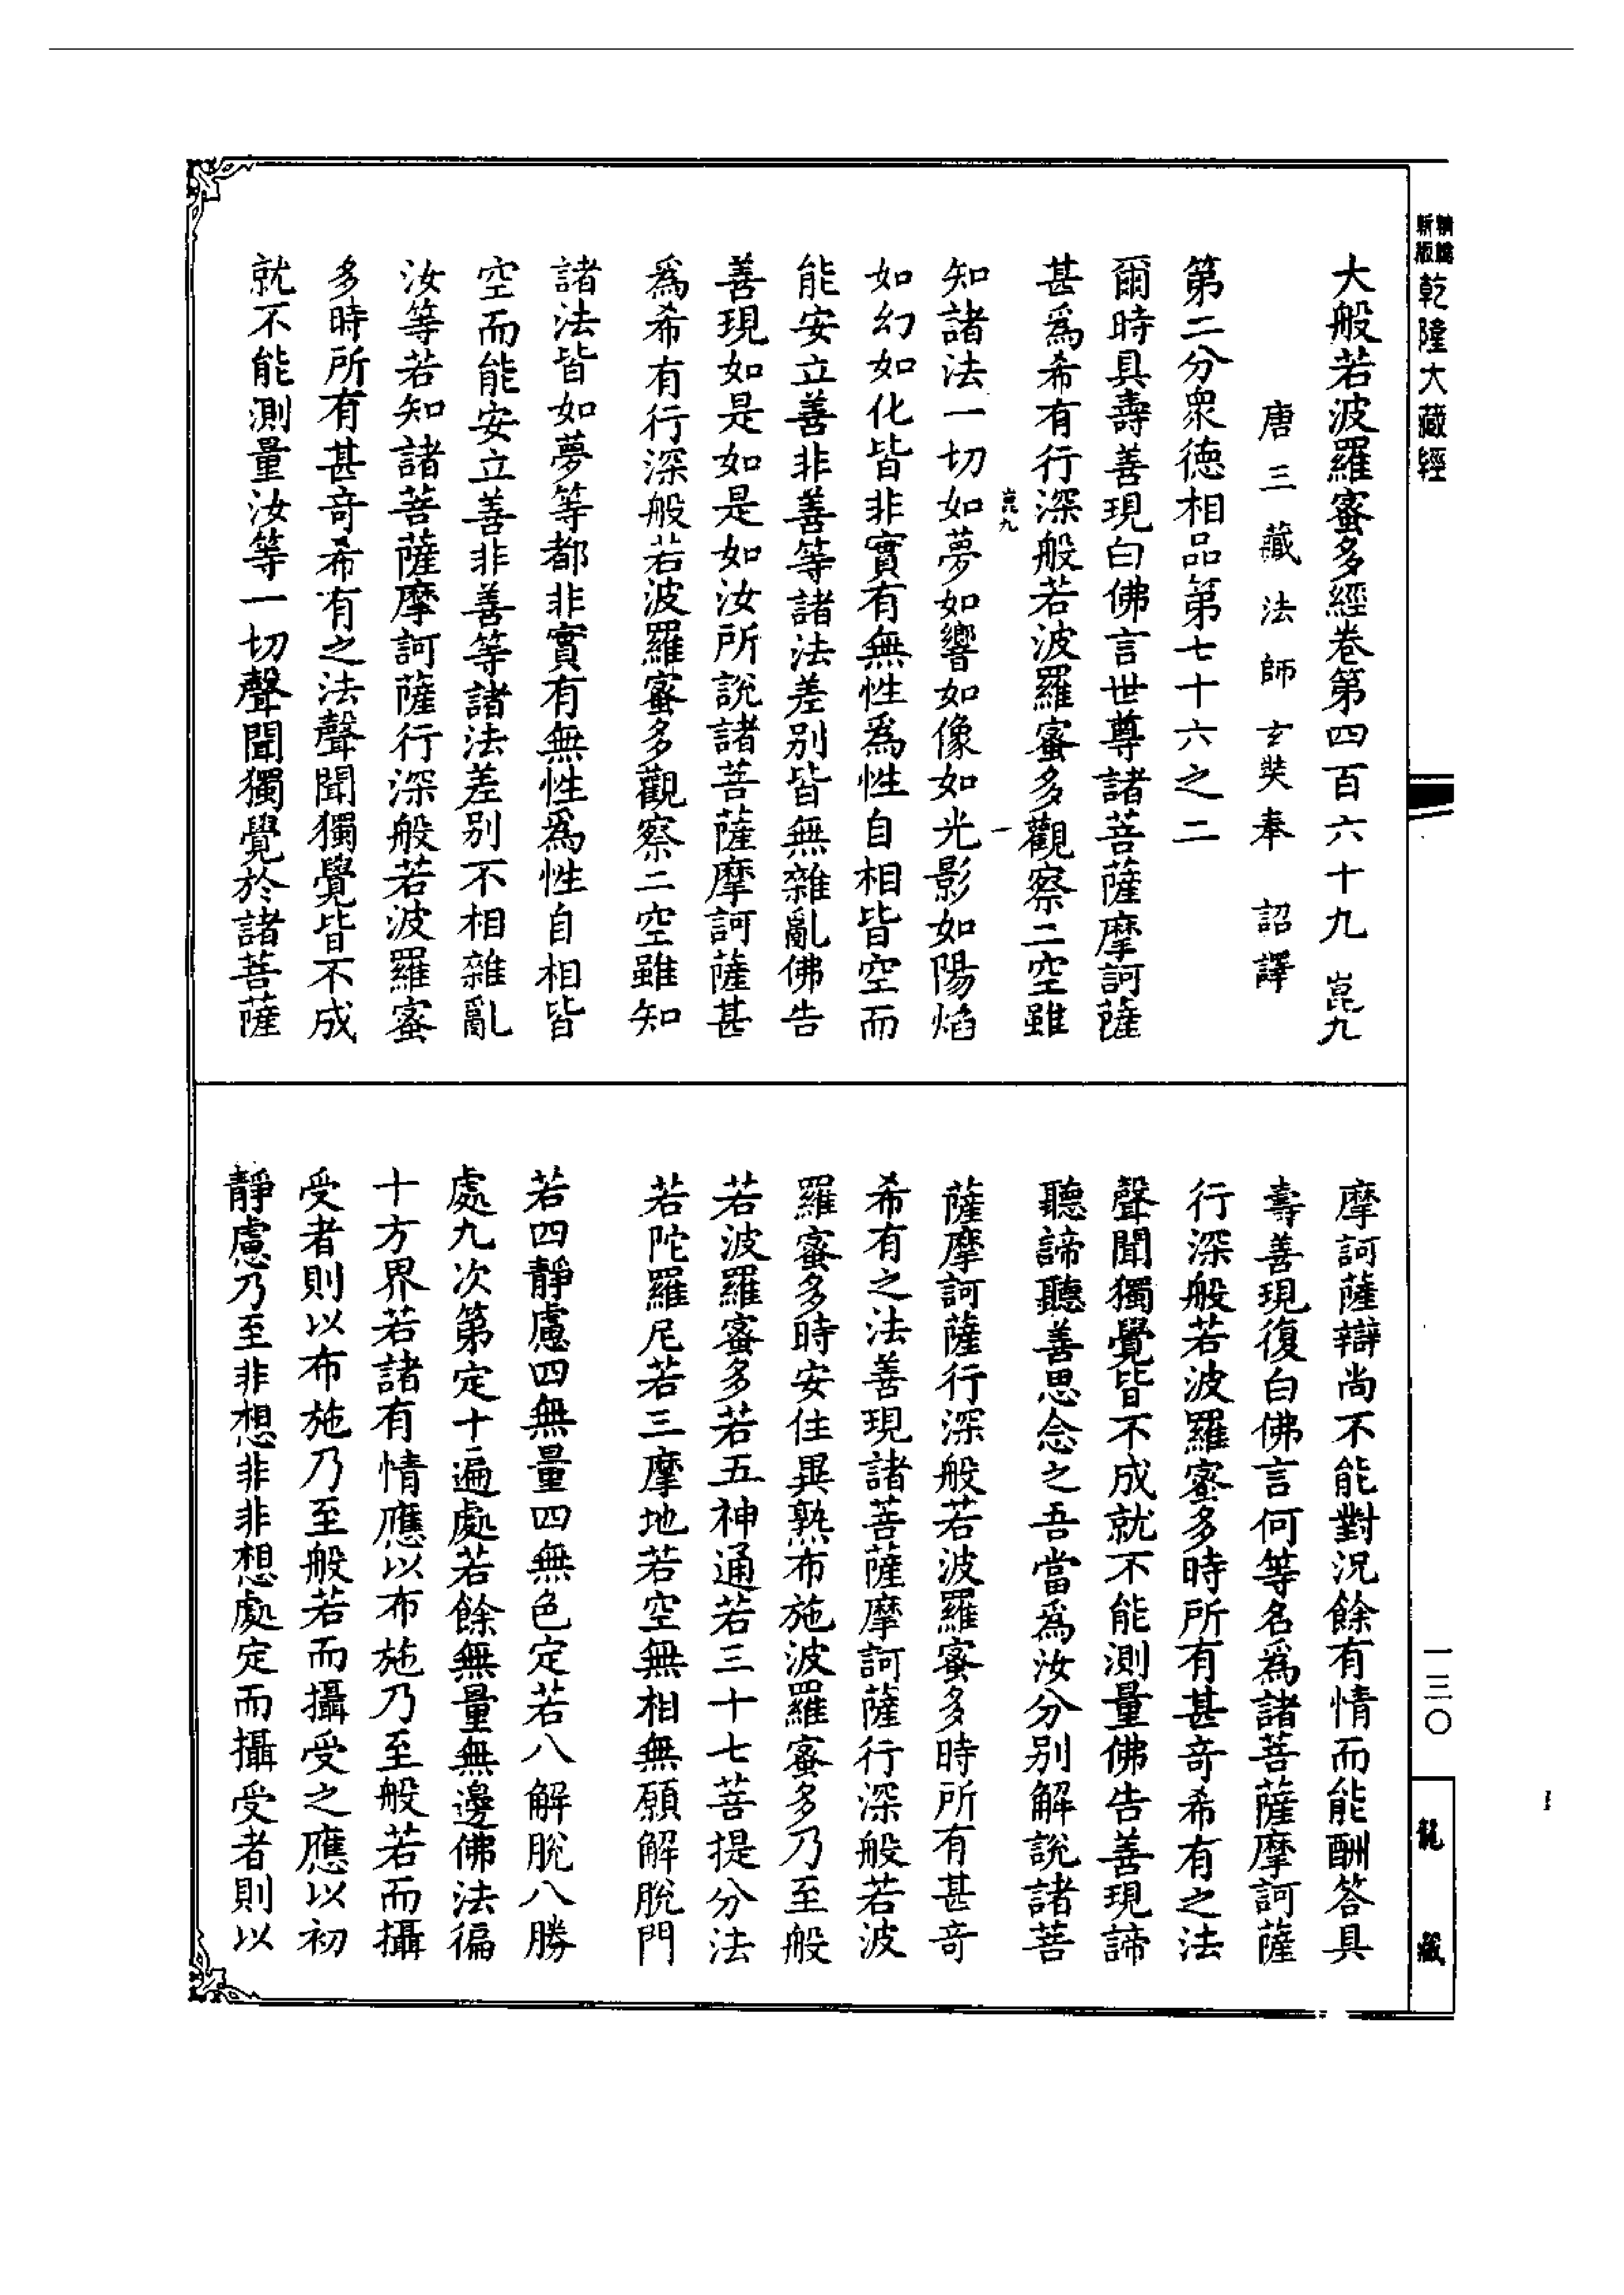 新版
精縮
乾隆大藏經
大般若波羅蜜多經卷第四百六十九 崑九
唐三藏法師玄奘奉 詔譯
第二分衆德相品第七十六之二
爾時具壽善現白佛言世尊諸菩薩摩訶薩
甚爲希有行深般若波羅蜜多觀察二空雖
崑九
一
知諸法一切如夢如響如像如光影如陽焰
如幻如化皆非實有無性爲性自相皆空而
能安立善非善等諸法差别皆無雜亂佛告
善現如是如是如汝所說諸菩薩摩訶薩甚
爲希有行深般若波羅蜜多觀察二空雖知
諸法皆如夢等都非實有無性爲性自相皆
空而能安立善非善等諸法差别不相雜亂
汝等若知諸菩薩摩訶薩行深般若波羅蜜
多時所有甚奇希有之法聲聞獨覺皆不成
就不能測量汝等一切聲聞獨覺於諸菩薩
摩訶薩辯尚不能對況餘有情而能酬答具
壽善現復白佛言何等名爲諸菩薩摩訶薩
行深般若波羅蜜多時所有甚奇希有之法
聲聞獨覺皆不成就不能測量佛告善現諦
聽諦聽善思念之吾當爲汝分别解說諸菩
薩摩訶薩行深般若波羅蜜多時所有甚奇
希有之法善現諸菩薩摩訶薩行深般若波
羅蜜多時安住異熟布施波羅蜜多乃至般
若波羅蜜多若五神通若三十七菩提分法
若陀羅尼若三摩地若空無相無願解脫門
若四靜慮四無量四無色定若八解脫八勝
處九次第定十遍處若餘無量無邊佛法徧
十方界若諸有情應以布施乃至般若而攝
受者則以布施乃至般若而攝受之應以初
靜慮乃至非想非非想處定而攝受者則以
一三〇
龍藏